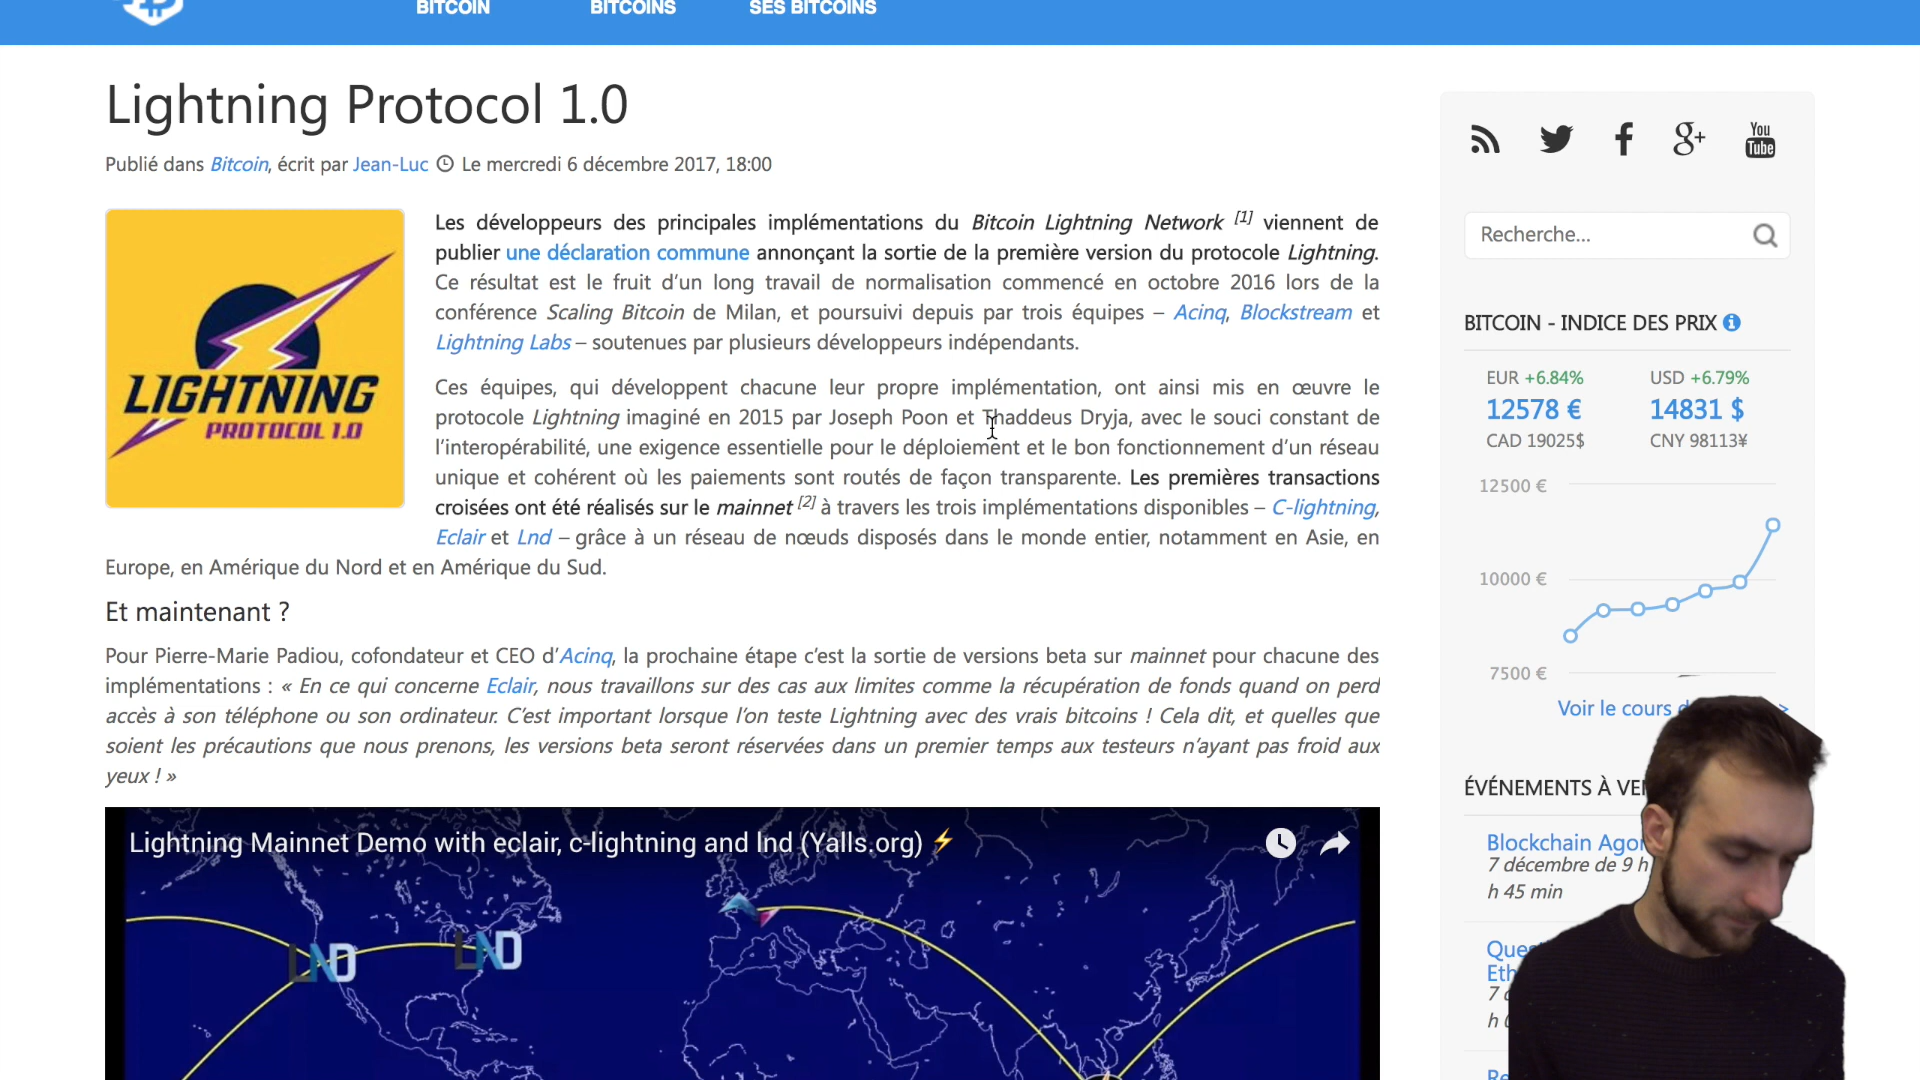 BITCOIN
BITCOINS
SES BITCOINS
Lightning Protocol 1.0
Publié dans Bitcoin, écrit par Jean-Luc Le mercredi 6 décembre 2017, 18:00
LIGHTNING
PROTOCOL 1.0
Les développeurs des principales implémentations du Bitcoin Lightning Network [1] viennent de
publier une déclaration commune annonçant la sortie de la première version du protocole Lightning.
Ce résultat est le fruit d’un long travail de normalisation commencé en octobre 2016 lors de la
conférence Scaling Bitcoin de Milan, et poursuivi depuis par trois équipes – Acinq, Blockstream et
Lightning Labs – soutenues par plusieurs développeurs indépendants.
Ces équipes, qui développent chacune leur propre implémentation, ont ainsi mis en œuvre le
protocole Lightning imaginé en 2015 par Joseph Poon et Thaddeus Dryja, avec le souci constant de
l’interopérabilité, une exigence essentielle pour le déploiement et le bon fonctionnement d’un réseau
unique et cohérent où les paiements sont routés de façon transparente. Les premières transactions
croisées ont été réalisés sur le mainnet [2] à travers les trois implémentations disponibles – C-lightning,
Eclair et Lnd – grâce à un réseau de nœuds disposés dans le monde entier, notamment en Asie, en
Europe, en Amérique du Nord et en Amérique du Sud.
Et maintenant ?
Pour Pierre-Marie Padiou, cofondateur et CEO d’Acinq, la prochaine étape c’est la sortie de versions beta sur mainnet pour chacune des
implémentations : « En ce qui concerne Eclair, nous travaillons sur des cas aux limites comme la récupération de fonds quand on perd
accès à son téléphone ou son ordinateur. C’est important lorsque l’on teste Lightning avec des vrais bitcoins ! Cela dit, et quelles que
soient les précautions que nous prenons, les versions beta seront réservées dans un premier temps aux testeurs n’ayant pas froid aux
yeux ! »
Lightning Mainnet Demo with eclair, c-lightning and lnd (Yalls.org) ⚡
LND
LND
You
Tube
Recherche...
BITCOIN - INDICE DES PRIX
EUR +6.84% USD +6.79%
12578 € 14831 $
CAD 19025$ CNY 98113¥
12500 €
10000 €
7500 €
Voir le cours >
ÉVÉNEMENTS À
Blockchain
7 décembre de 9 h
h 45 min
7
h